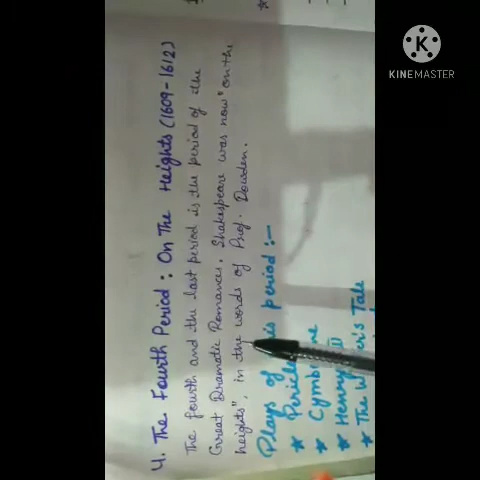 4. The Fourth Period : On The Heights (1609-1612)
The fourth and the last period is the period of the
Great Dramatic Romances. Shakespeare was now "on the
heights", in the words of Prof. Dowden.
Plays of period :-
*
*
* Henry
* The Tale
KINEMASTER